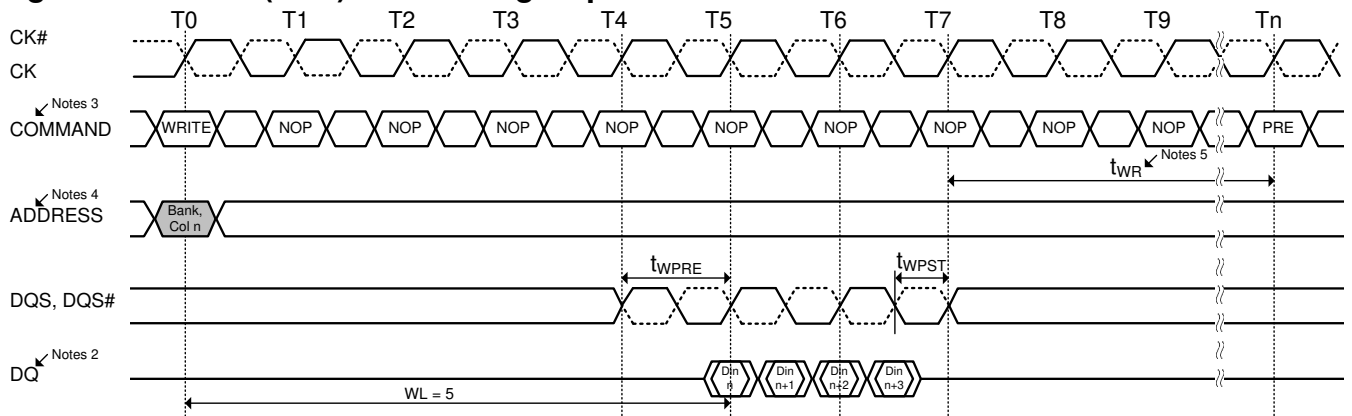 T0 T1 T2 T3 T4 T5 T6 T7 T8 T9 Tn
CK#
CK
Notes 3
COMMAND WRITE NOP NOP NOP NOP NOP NOP NOP NOP NOP PRE
tWR Notes 5
Notes 4
ADDRESS
Bank,
Col n
tWPRE tWPST
DQS, DQS#
Notes 2
DQ
Din Din Din Din
n n+1 n+2 n+3
WL = 5